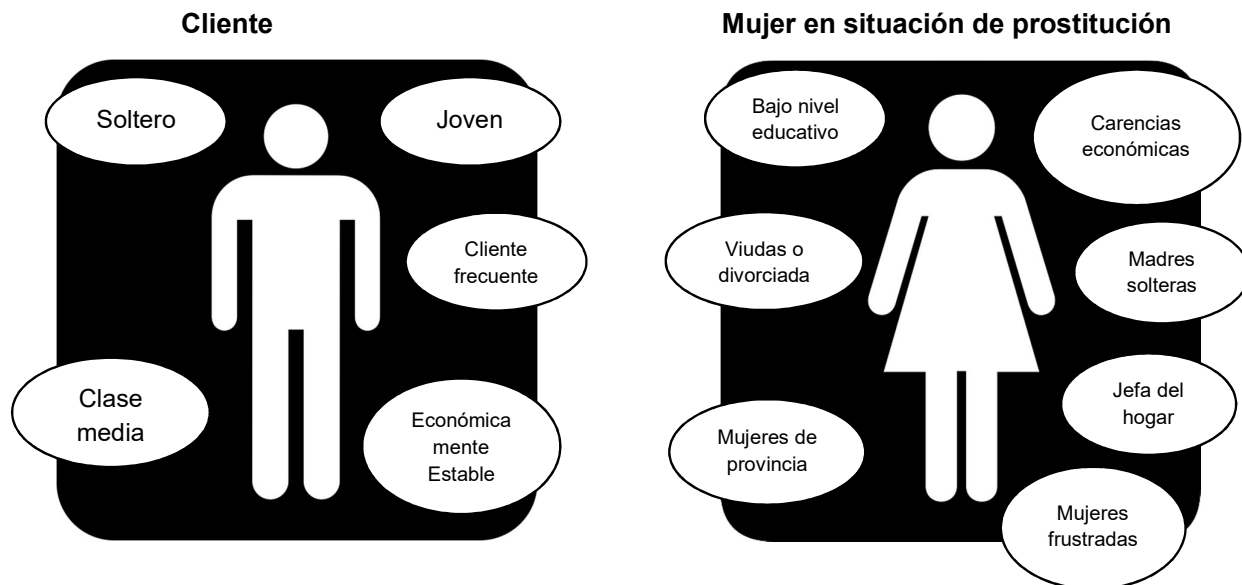 Cliente
Soltero
Joven
Cliente
frecuente
Clase
media
Económica
mente
Estable
Mujer en situación de prostitución
Bajo nivel
educativo
Carencias
económicas
Viudas o
divorciada
Madres
solteras
Jefa del
hogar
Mujeres de
provincia
Mujeres
frustradas